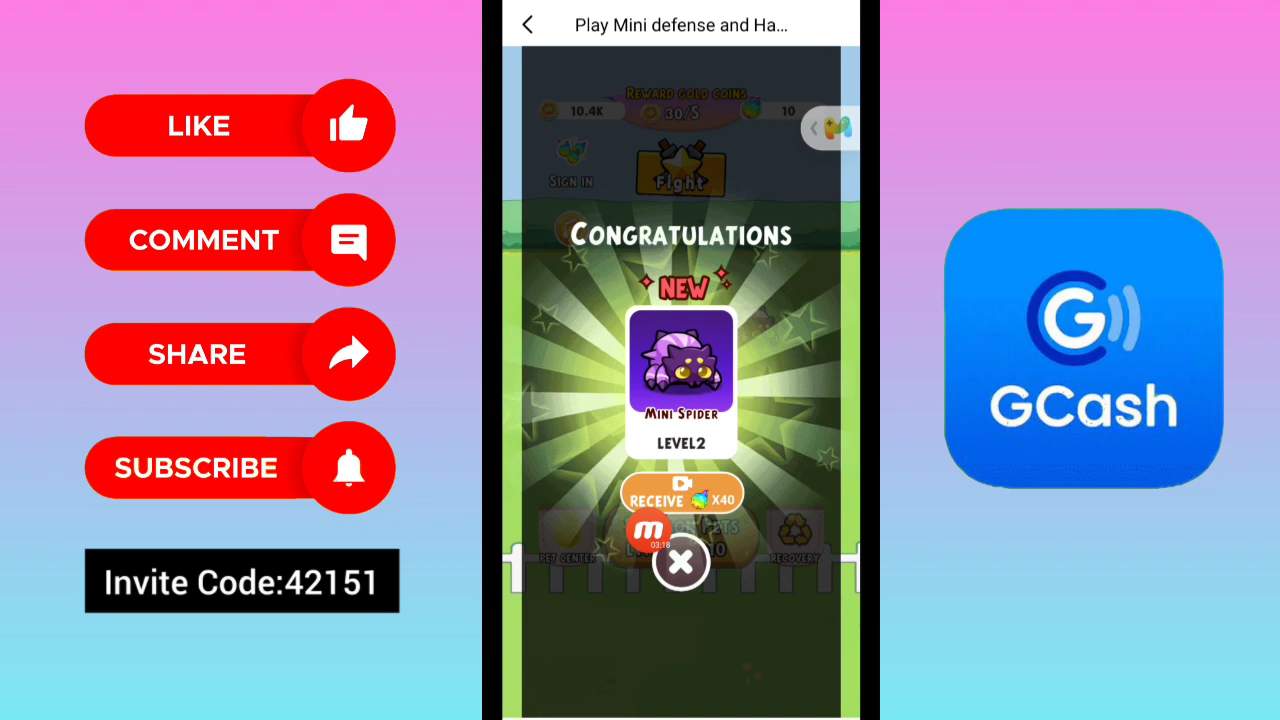 LIKE
COMMENT
SHARE
SUBSCRIBE
Invite Code:42151
Play Mini defense and Ha...
REWARD GOLD COINS
10.4K
30/S
10
SIGN IN
Fight
CONGRATULATIONS
NEW
MINI SPIDER
LEVEL2
RECEIVE X40
03:18
PET CENTER
RECOVERY
GCash